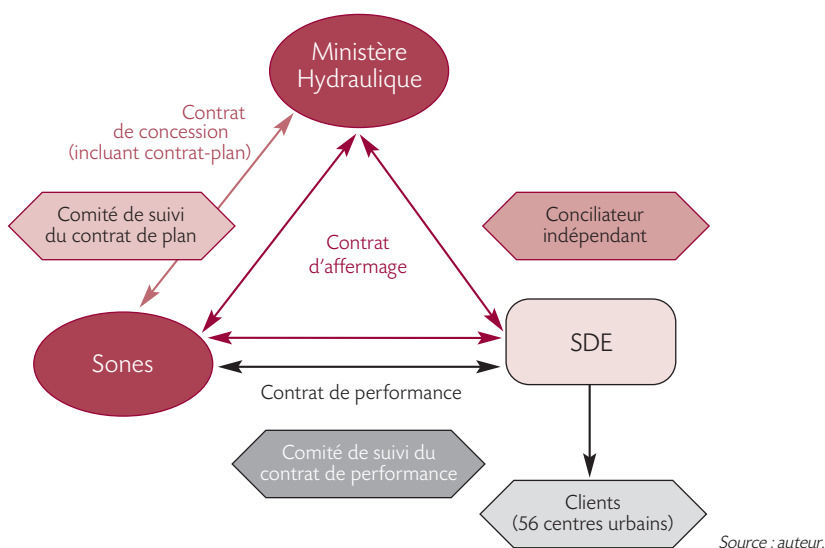 Ministère
Hydraulique
Contrat
de concession
(incluant contrat-plan)
Comité de suivi
du contrat de plan
Conciliateur
indépendant
Contrat
d'affermage
Sones
SDE
Contrat de performance
Comité de suivi du
contrat de performance
Clients
(56 centres urbains)
Source : auteur.